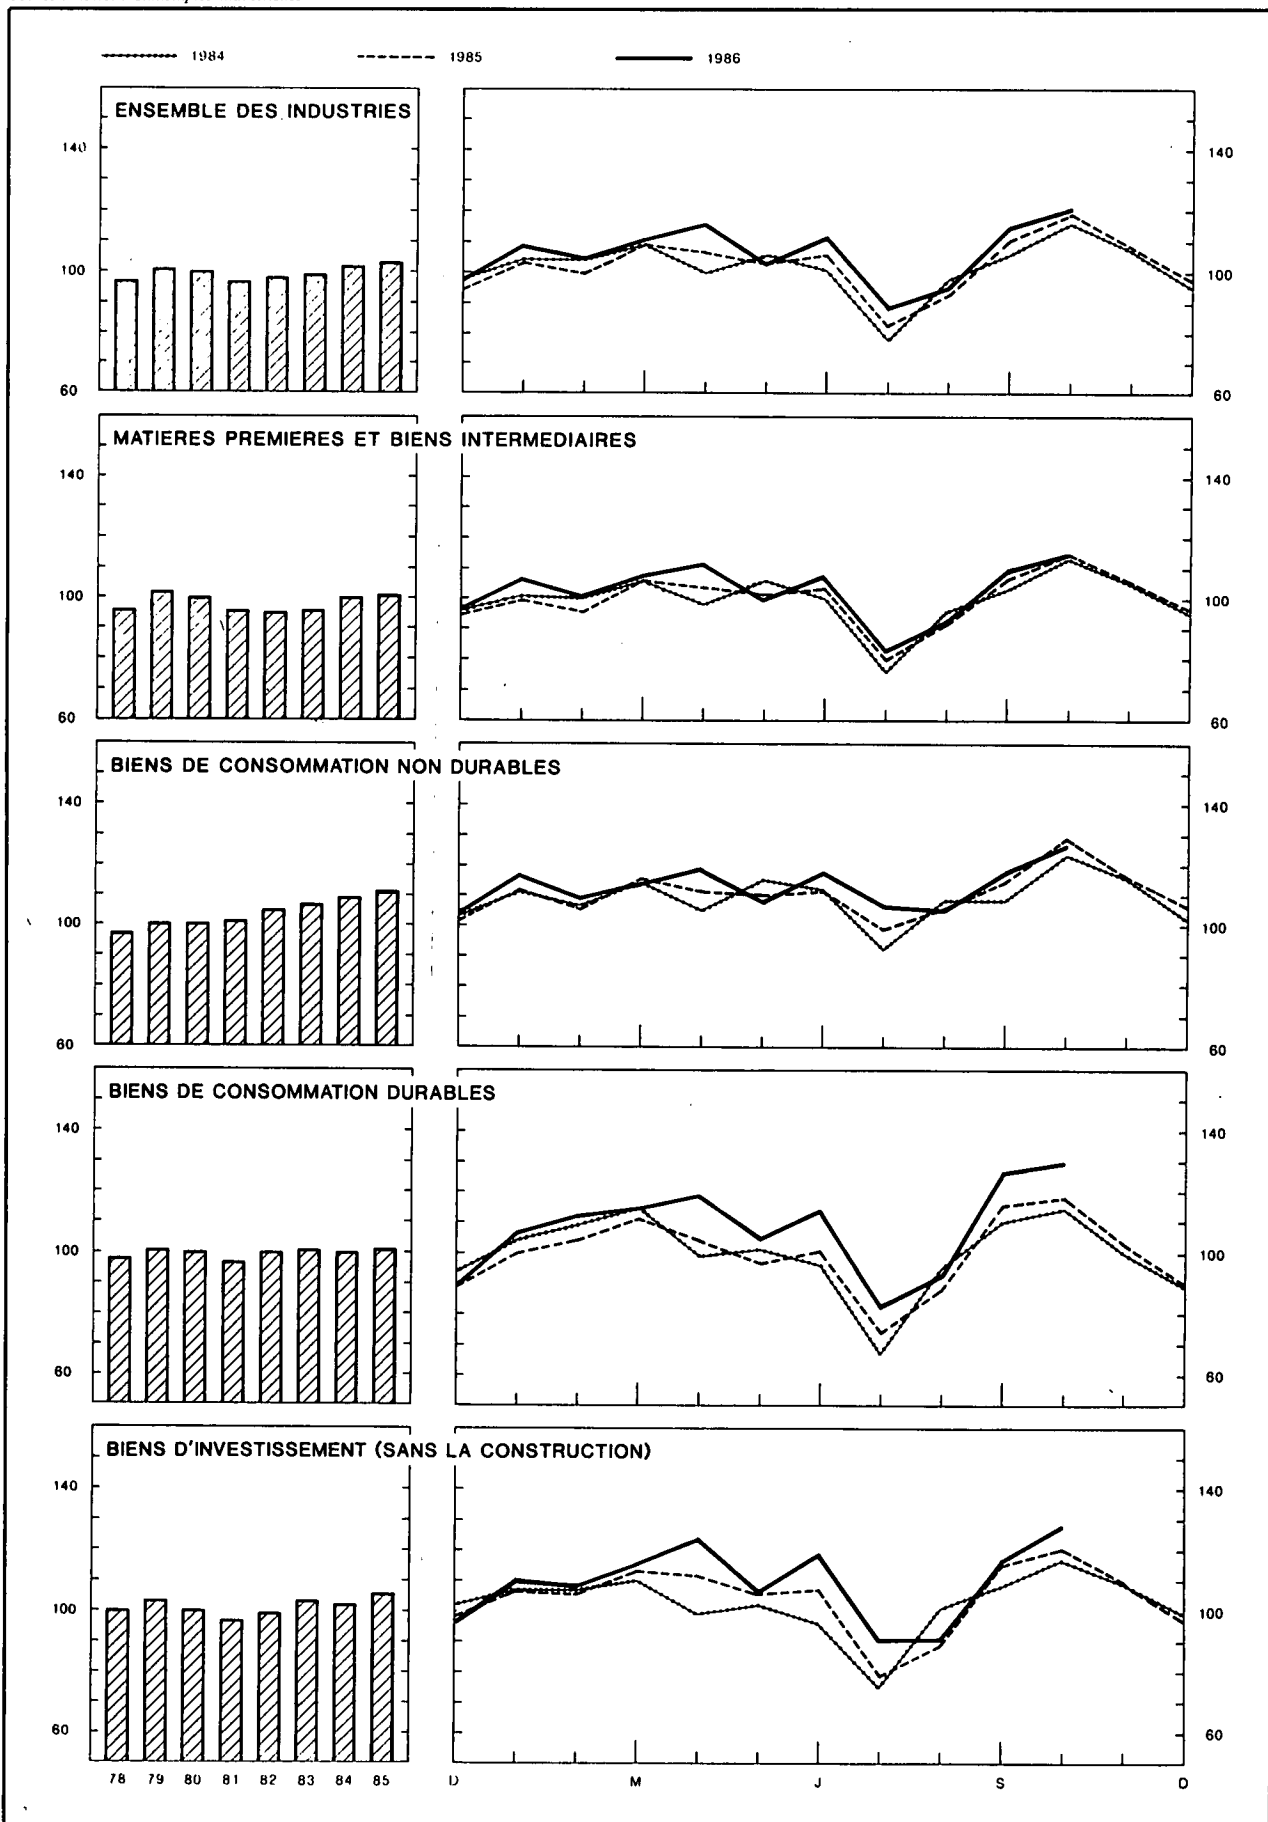 1984 1985 1986
ENSEMBLE DES INDUSTRIES
140 140
100 100
60 60
MATIERES PREMIERES ET BIENS INTERMEDIAIRES
140 140
100 100
60 60
BIENS DE CONSOMMATION NON DURABLES
140 140
100 100
60 60
BIENS DE CONSOMMATION DURABLES
140 140
100 100
60 60
BIENS D'INVESTISSEMENT (SANS LA CONSTRUCTION)
140 140
100 100
60 60
78 79 80 81 82 83 84 85 D M J S D